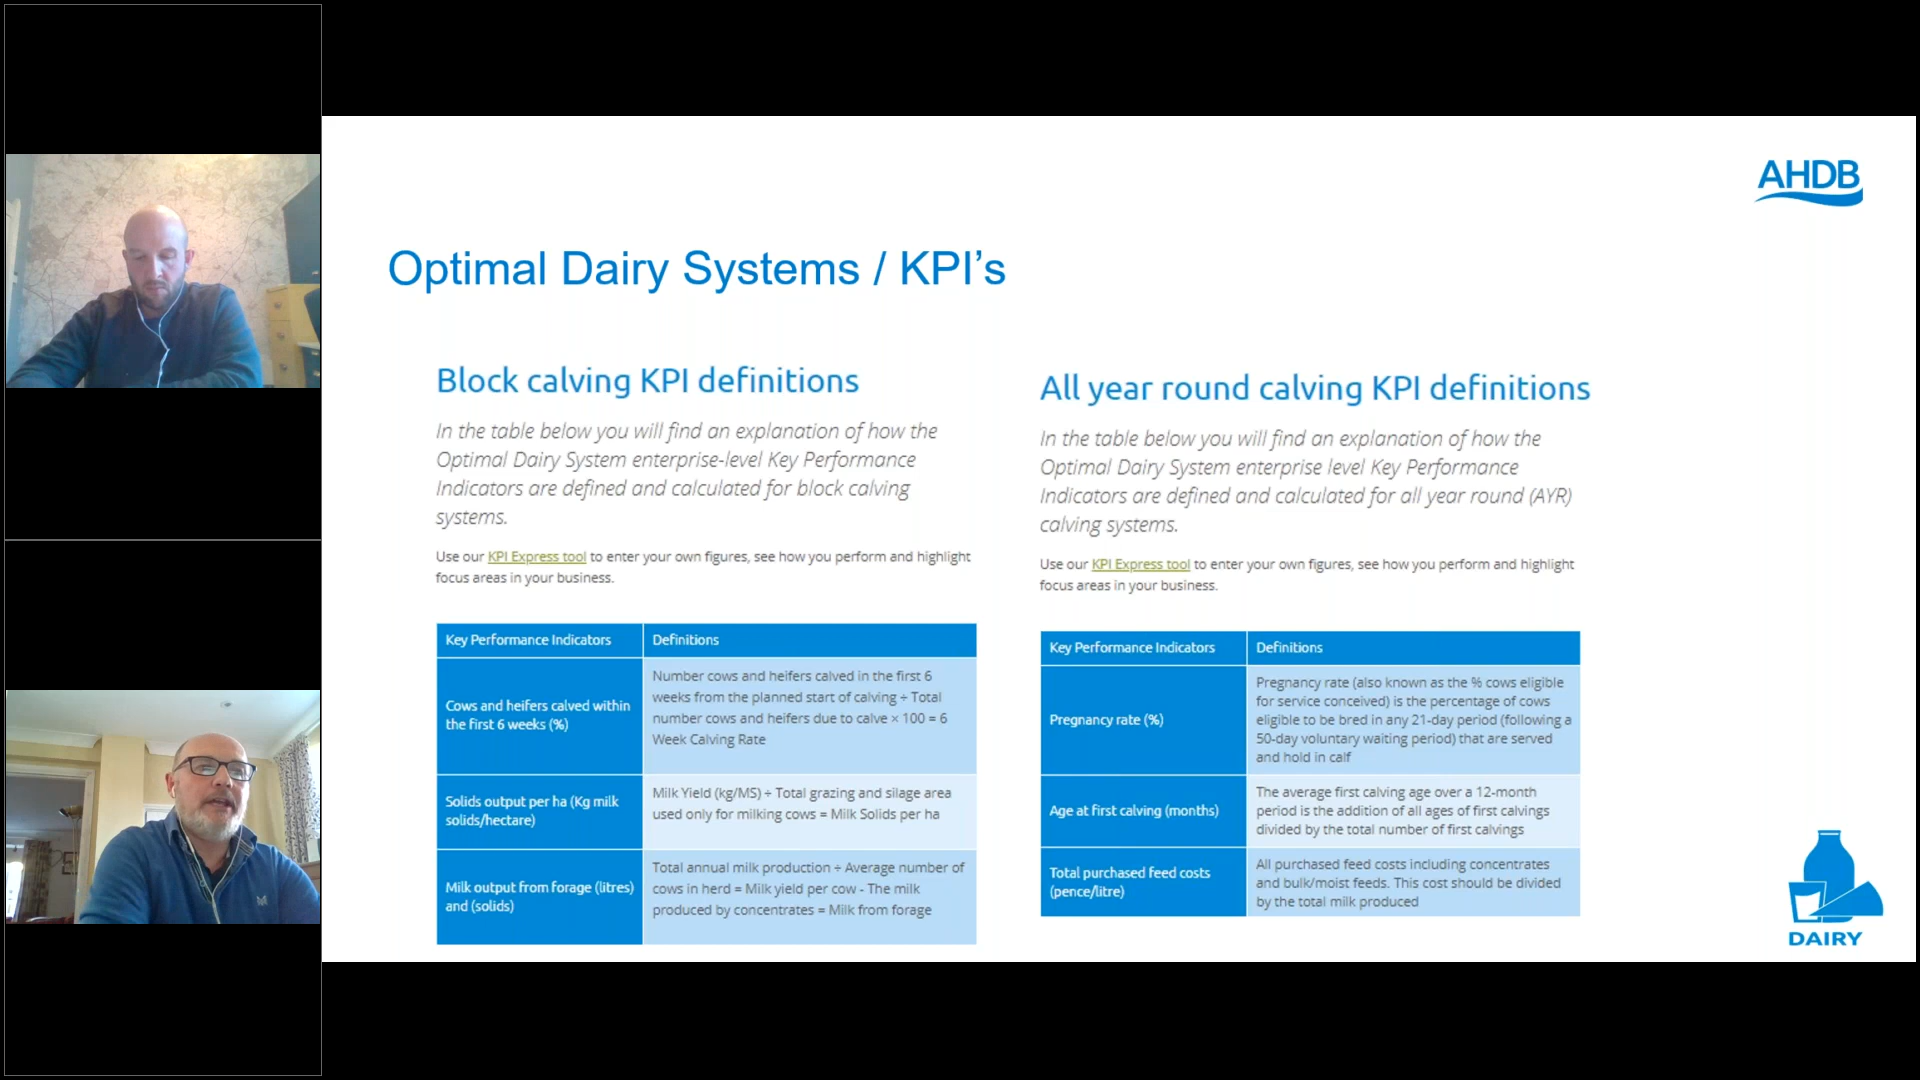 AHDB
Optimal Dairy Systems / KPI’s
Block calving KPI definitions
In the table below you will find an explanation of how the
Optimal Dairy System enterprise-level Key Performance
Indicators are defined and calculated for block calving
systems.
Use our KPI Express tool to enter your own figures, see how you perform and highlight
focus areas in your business.
Key Performance Indicators
Definitions
Cows and heifers calved within
the first 6 weeks (%)
Number cows and heifers calved in the first 6
weeks from the planned start of calving ÷ Total
number cows and heifers due to calve × 100 = 6
Week Calving Rate
Solids output per ha (Kg milk
solids/hectare)
Milk Yield (kg/MS) ÷ Total grazing and silage area
used only for milking cows = Milk Solids per ha
Milk output from forage (litres)
and (solids)
Total annual milk production ÷ Average number of
cows in herd = Milk yield per cow - The milk
produced by concentrates = Milk from forage
All year round calving KPI definitions
In the table below you will find an explanation of how the
Optimal Dairy System enterprise level Key Performance
Indicators are defined and calculated for all year round (AYR)
calving systems.
Use our KPI Express tool to enter your own figures, see how you perform and highlight
focus areas in your business.
Key Performance Indicators
Definitions
Pregnancy rate (%)
Pregnancy rate (also known as the % cows eligible
for service conceived) is the percentage of cows
eligible to be bred in any 21-day period (following a
50-day voluntary waiting period) that are served
and hold in calf
Age at first calving (months)
The average first calving age over a 12-month
period is the addition of all ages of first calvings
divided by the total number of first calvings
Total purchased feed costs
(pence/litre)
All purchased feed costs including concentrates
and bulk/moist feeds. This cost should be divided
by the total milk produced
DAIRY